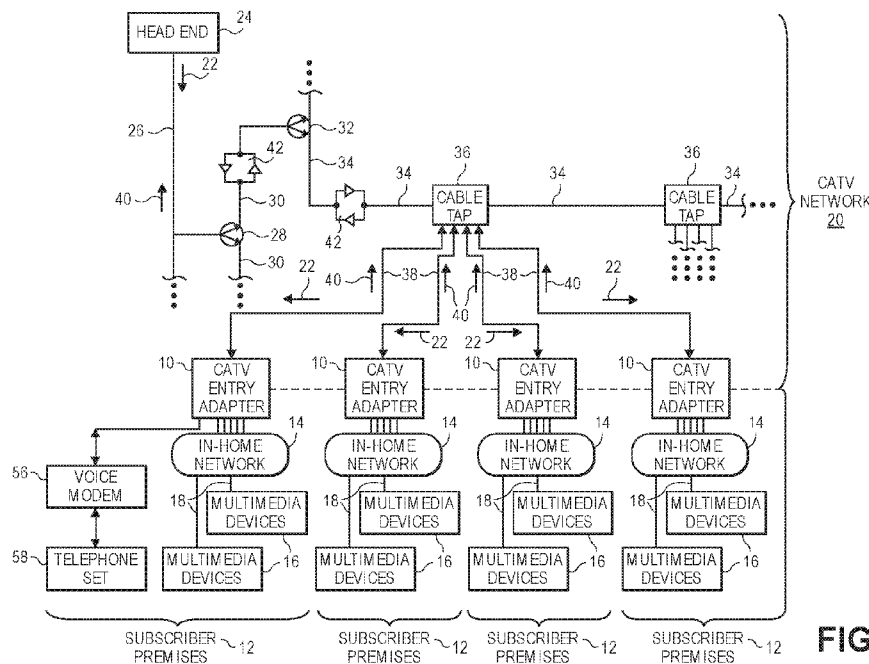 HEAD END
24
22
26
40
42
30
28
30
32
34
42
34
36
CABLE
TAP
34
36
CABLE
TAP
34
CATV
NETWORK
20
22
40
38
40
38
40
22
22
22
10
CATV
ENTRY
ADAPTER
10
CATV
ENTRY
ADAPTER
10
CATV
ENTRY
ADAPTER
10
CATV
ENTRY
ADAPTER
14
IN-HOME
NETWORK
14
IN-HOME
NETWORK
14
IN-HOME
NETWORK
14
IN-HOME
NETWORK
56
VOICE
MODEM
18
MULTIMEDIA
DEVICES
18
MULTIMEDIA
DEVICES
18
MULTIMEDIA
DEVICES
18
MULTIMEDIA
DEVICES
58
TELEPHONE
SET
MULTIMEDIA
DEVICES
16
MULTIMEDIA
DEVICES
16
MULTIMEDIA
DEVICES
16
MULTIMEDIA
DEVICES
16
SUBSCRIBER
PREMISES
12
SUBSCRIBER
PREMISES
12
SUBSCRIBER
PREMISES
12
SUBSCRIBER
PREMISES
12
FIG